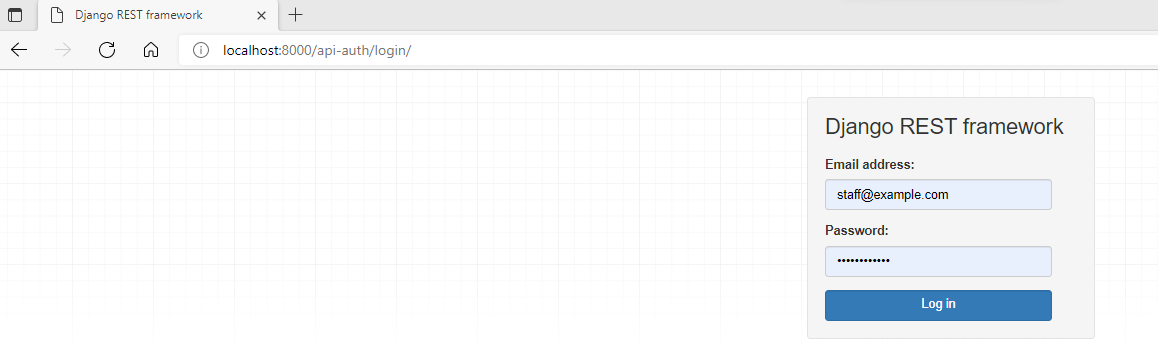 Django REST framework
localhost:8000/api-auth/login/
Django REST framework
Email address:
staff@example.com
Password:
••••••••••••
Log in